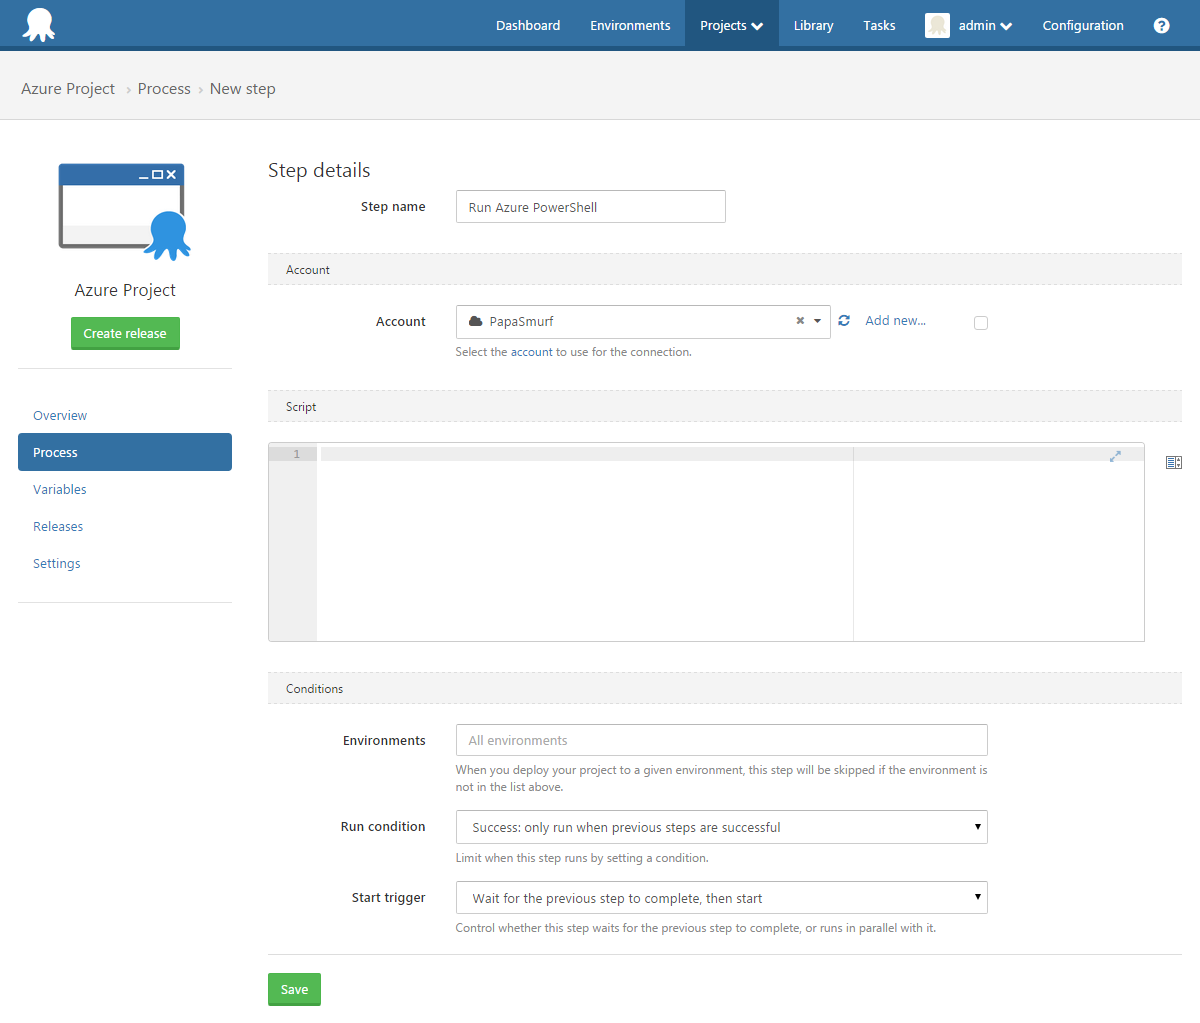 Dashboard Environments Projects Library Tasks admin Configuration ?
Azure Project › Process › New step
Azure Project
Create release
Overview
Process
Variables
Releases
Settings
Step details
Step name Run Azure PowerShell
Account
Account PapaSmurf Add new...
Select the account to use for the connection.
Script
1
Conditions
Environments All environments
When you deploy your project to a given environment, this step will be skipped if the environment is
not in the list above.
Run condition Success: only run when previous steps are successful
Limit when this step runs by setting a condition.
Start trigger Wait for the previous step to complete, then start
Control whether this step waits for the previous step to complete, or runs in parallel with it.
Save